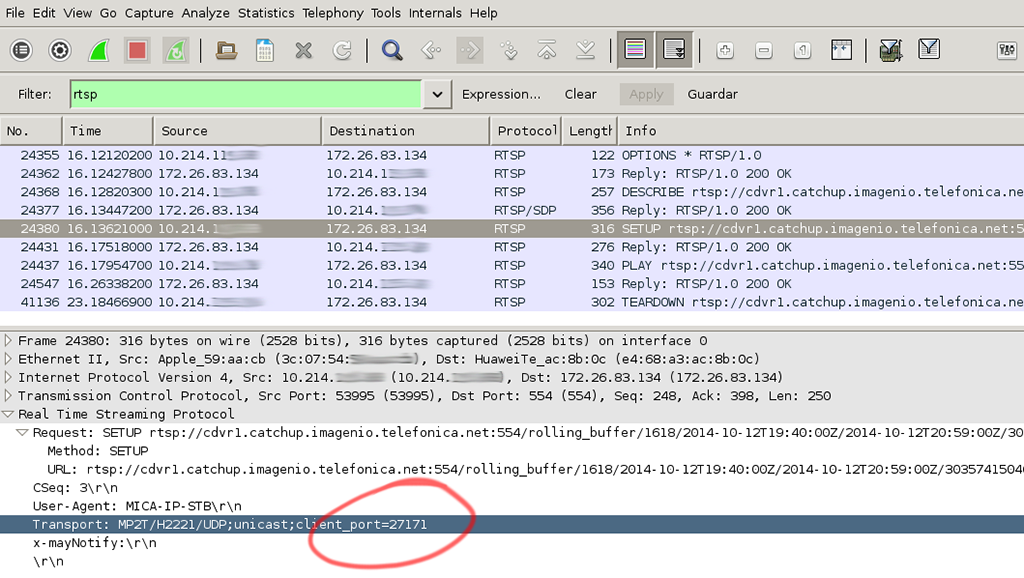 File Edit View Go Capture Analyze Statistics Telephony Tools Internals Help
Filter: rtsp Expression... Clear Apply Guardar
No. Time Source Destination Protocol Length Info
24355 16.12120200 10.214.11 172.26.83.134 RTSP 122 OPTIONS * RTSP/1.0
24362 16.12427800 172.26.83.134 10.214.1 RTSP 173 Reply: RTSP/1.0 200 OK
24368 16.12820300 10.214.1 172.26.83.134 RTSP 257 DESCRIBE rtsp://cdvr1.catchup.imagenio.telefonica.ne
24377 16.13447200 172.26.83.134 10.214.1 RTSP/SDP 356 Reply: RTSP/1.0 200 OK
24380 16.13621000 10.214.1 172.26.83.134 RTSP 316 SETUP rtsp://cdvr1.catchup.imagenio.telefonica.net:5
24431 16.17518000 172.26.83.134 10.214. RTSP 276 Reply: RTSP/1.0 200 OK
24437 16.17954700 10.214. 172.26.83.134 RTSP 340 PLAY rtsp://cdvr1.catchup.imagenio.telefonica.net:55
24547 16.26338200 172.26.83.134 10.214.1 RTSP 153 Reply: RTSP/1.0 200 OK
41136 23.18466900 10.214. 172.26.83.134 RTSP 302 TEARDOWN rtsp://cdvr1.catchup.imagenio.telefonica.ne
Frame 24380: 316 bytes on wire (2528 bits), 316 bytes captured (2528 bits) on interface 0
Ethernet II, Src: Apple_59:aa:cb (3c:07:54: ), Dst: HuaweiTe_ac:8b:0c (e4:68:a3:ac:8b:0c)
Internet Protocol Version 4, Src: 10.214. (10.214. ), Dst: 172.26.83.134 (172.26.83.134)
Transmission Control Protocol, Src Port: 53995 (53995), Dst Port: 554 (554), Seq: 248, Ack: 398, Len: 250
Real Time Streaming Protocol
Request: SETUP rtsp://cdvr1.catchup.imagenio.telefonica.net:554/rolling_buffer/1618/2014-10-12T19:40:00Z/2014-10-12T20:59:00Z/30
Method: SETUP
URL: rtsp://cdvr1.catchup.imagenio.telefonica.net:554/rolling_buffer/1618/2014-10-12T19:40:00Z/2014-10-12T20:59:00Z/3035741504
CSeq: 3\r\n
User-Agent: MICA-IP-STB\r\n
Transport: MP2T/H2221/UDP;unicast;client_port=27171
x-mayNotify:\r\n
\r\n